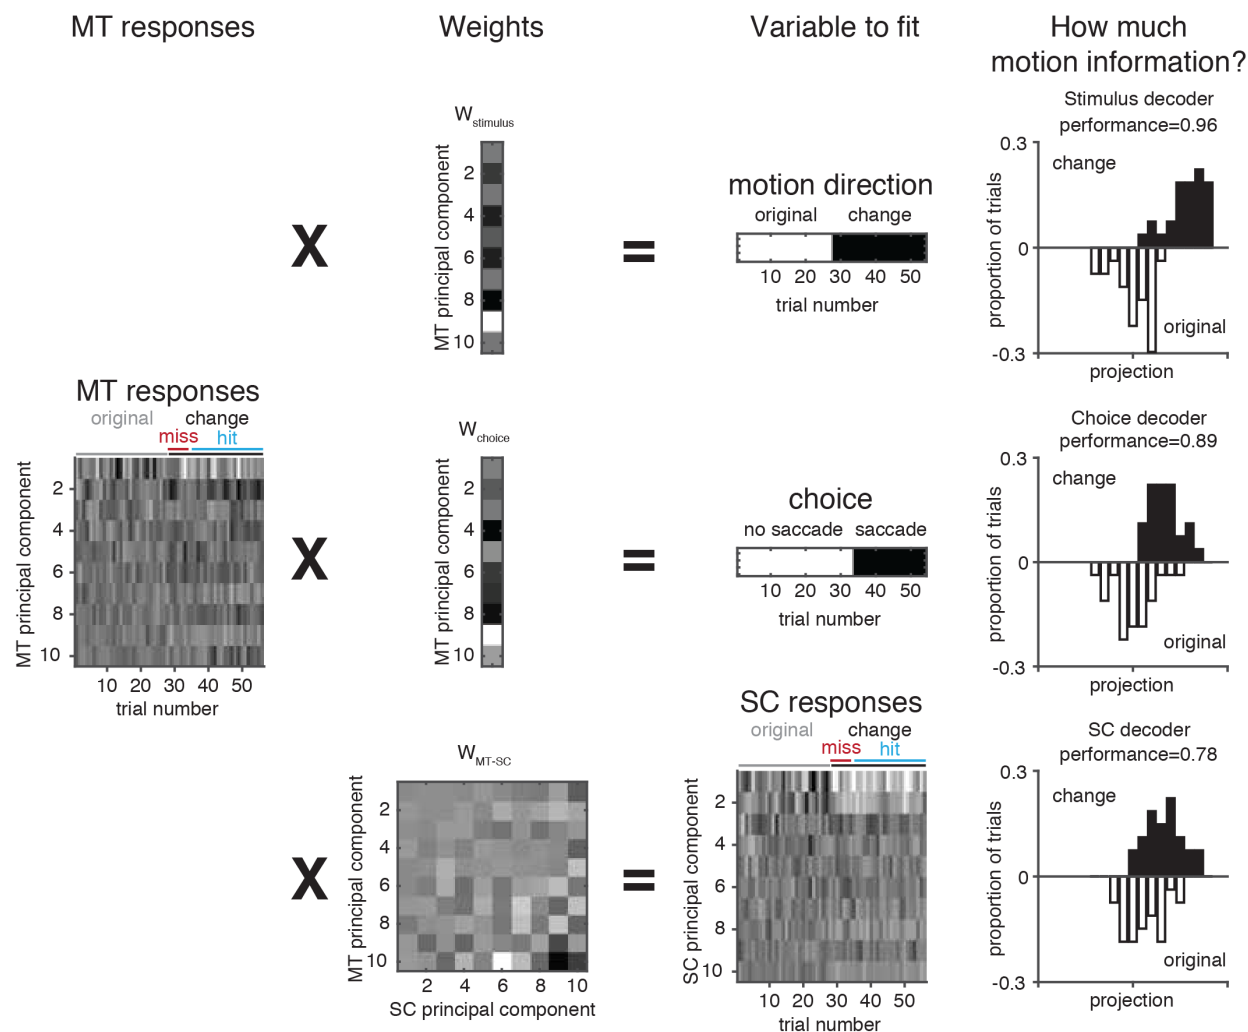 MT responses
Weights
Variable to fit
How much
motion information?
W stimulus
MT principal component
2
4
6
8
10
X
=
motion direction
original change
10 20 30 40 50
trial number
Stimulus decoder
performance=0.96
proportion of trials
0.3
change
0
original
-0.3
projection
MT responses
original change
miss hit
MT principal component
2
4
6
8
10
10 20 30 40 50
trial number
X
W choice
MT principal component
2
4
6
8
10
=
choice
no saccade saccade
10 20 30 40 50
trial number
Choice decoder
performance=0.89
proportion of trials
0.3
change
0
original
-0.3
projection
X
W MT-SC
MT principal component
2
4
6
8
10
2 4 6 8 10
SC principal component
=
SC responses
original change
miss hit
SC principal component
2
4
6
8
10
10 20 30 40 50
trial number
SC decoder
performance=0.78
proportion of trials
0.3
change
0
original
-0.3
projection